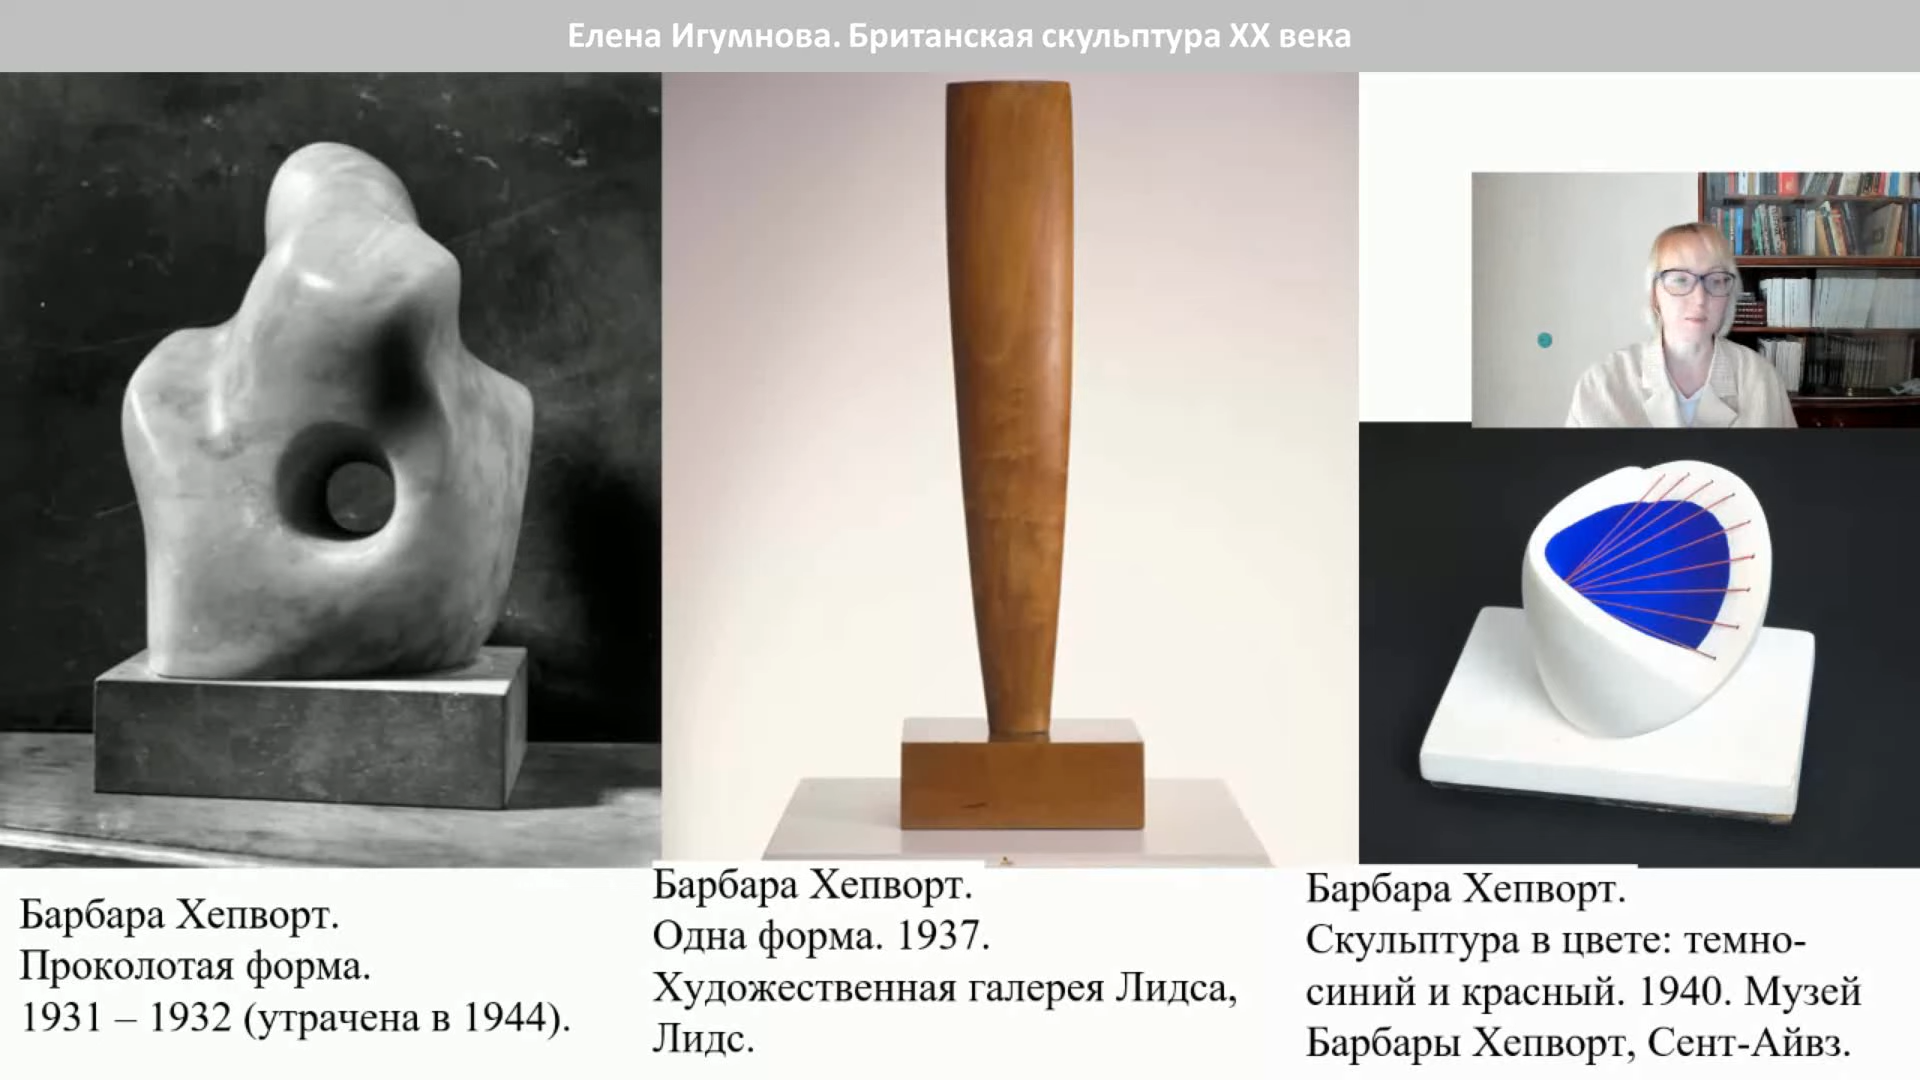 Елена Игумнова. Британская скульптура XX века
Барбара Хепворт.
Проколотая форма.
1931 – 1932 (утрачена в 1944).
Барбара Хепворт.
Одна форма. 1937.
Художественная галерея Лидса,
Лидс.
Барбара Хепворт.
Скульптура в цвете: темно-
синий и красный. 1940. Музей
Барбары Хепворт, Сент-Айвз.